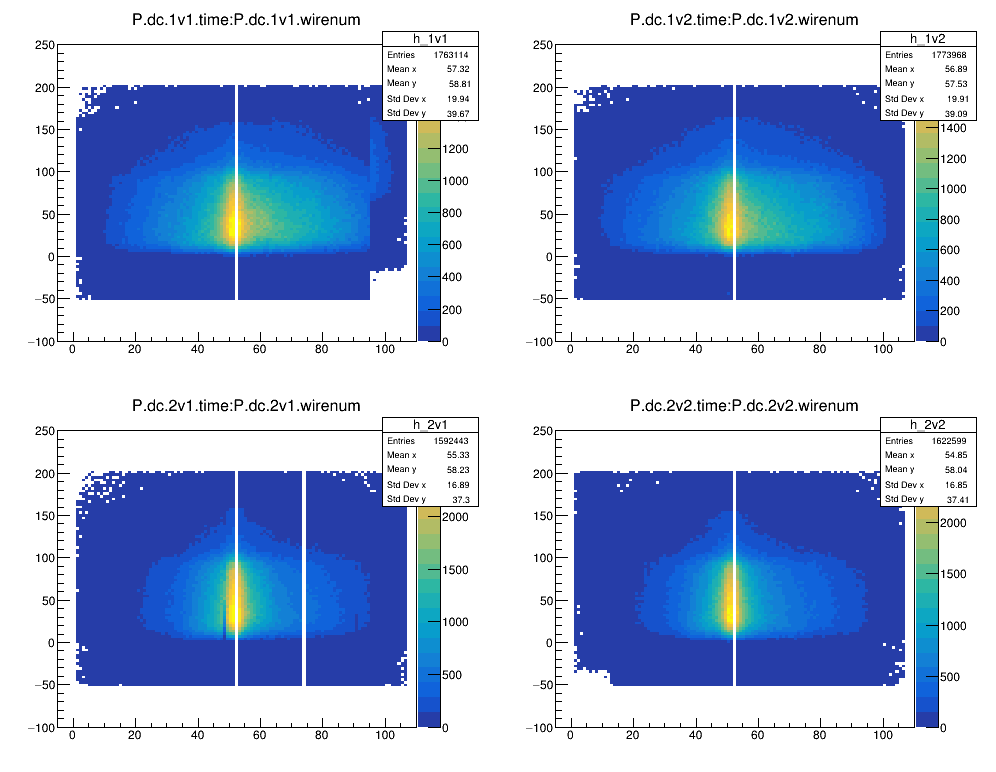 P.dc.1v1.time:P.dc.1v1.wirenum
h_1v1
Entries 1763114
Mean x 57.32
Mean y 58.81
Std Dev x 19.94
Std Dev y 39.67
250
200
150
100
50
0
−50
−100
0 20 40 60 80 100
1200
1000
800
600
400
200
0
P.dc.1v2.time:P.dc.1v2.wirenum
h_1v2
Entries 1773968
Mean x 56.89
Mean y 57.53
Std Dev x 19.91
Std Dev y 39.09
250
200
150
100
50
0
−50
−100
0 20 40 60 80 100
1400
1200
1000
800
600
400
200
0
P.dc.2v1.time:P.dc.2v1.wirenum
h_2v1
Entries 1592443
Mean x 55.33
Mean y 58.23
Std Dev x 16.89
Std Dev y 37.3
250
200
150
100
50
0
−50
−100
0 20 40 60 80 100
2000
1500
1000
500
0
P.dc.2v2.time:P.dc.2v2.wirenum
h_2v2
Entries 1622599
Mean x 54.85
Mean y 58.04
Std Dev x 16.85
Std Dev y 37.41
250
200
150
100
50
0
−50
−100
0 20 40 60 80 100
2000
1500
1000
500
0